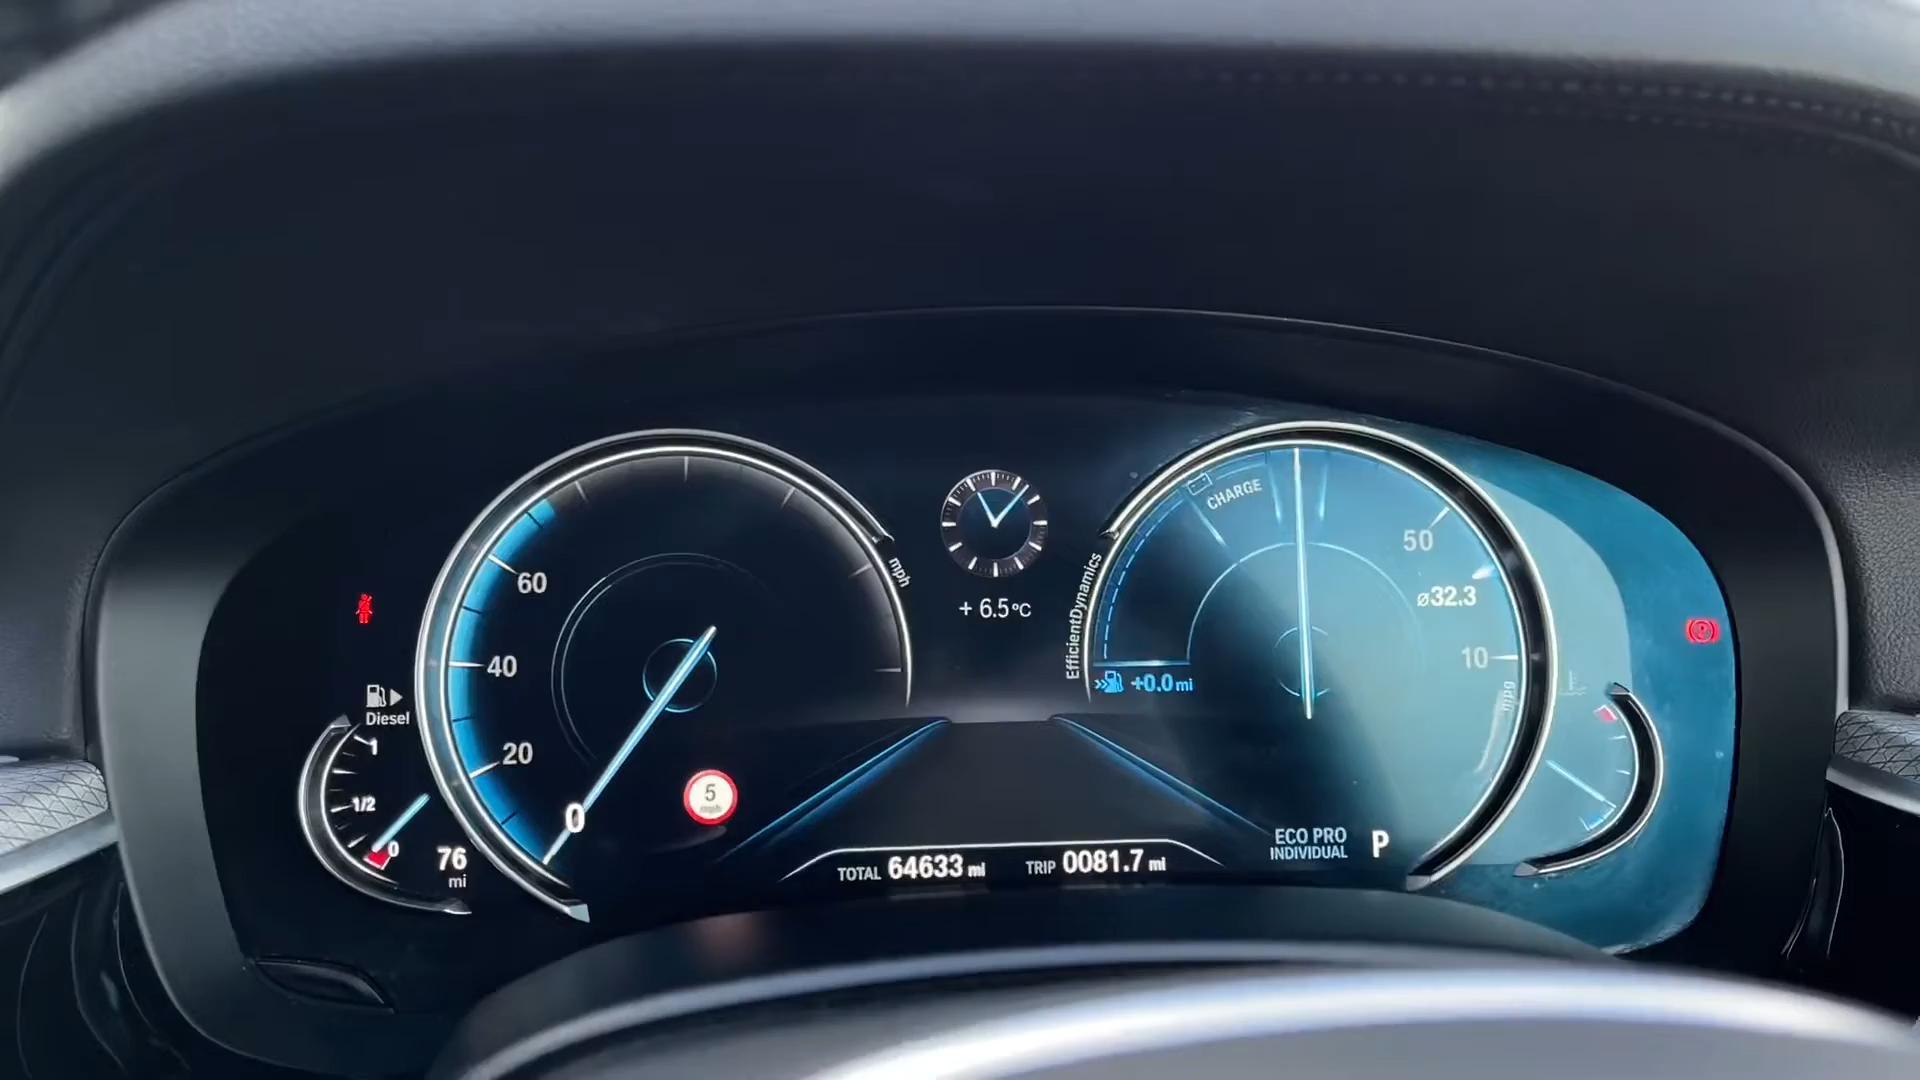 mph
60
40
20
0
5
mph
Diesel
1
1/2
0
76
mi
+ 6.5°C
TOTAL 64633 mi
TRIP 0081.7 mi
EfficientDynamics
CHARGE
50
ø32.3
10
mpg
+0.0 mi
ECO PRO
INDIVIDUAL
P
P